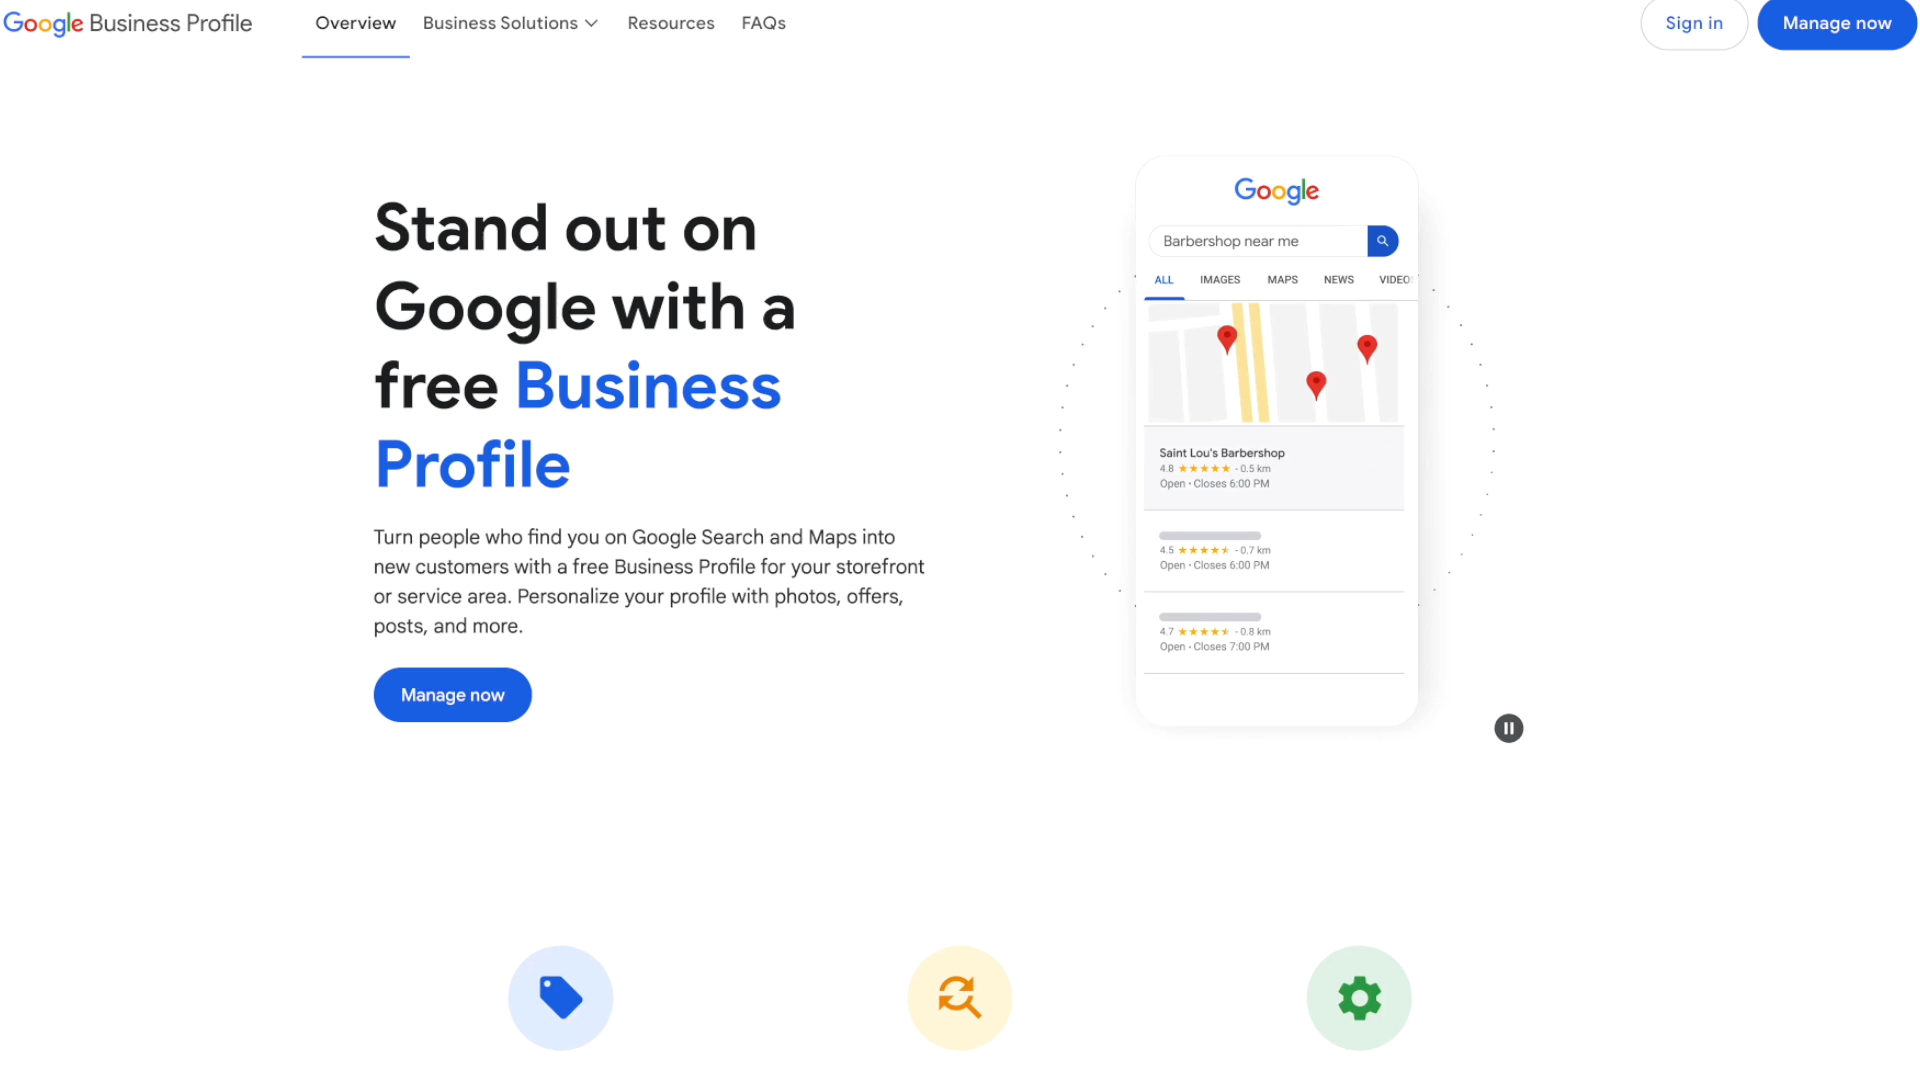 Google Business Profile
Overview
Business Solutions
Resources
FAQs
Sign in
Manage now
Stand out on
Google with a
free Business
Profile
Turn people who find you on Google Search and Maps into
new customers with a free Business Profile for your storefront
or service area. Personalize your profile with photos, offers,
posts, and more.
Manage now
Google
Barbershop near me
ALL IMAGES MAPS NEWS VIDEO
Saint Lou's Barbershop
4.8 ★★★★★ - 0.5 km
Open • Closes 6:00 PM
4.5 - 0.7 km
Open • Closes 6:00 PM
4.7 - 0.8 km
Open • Closes 7:00 PM